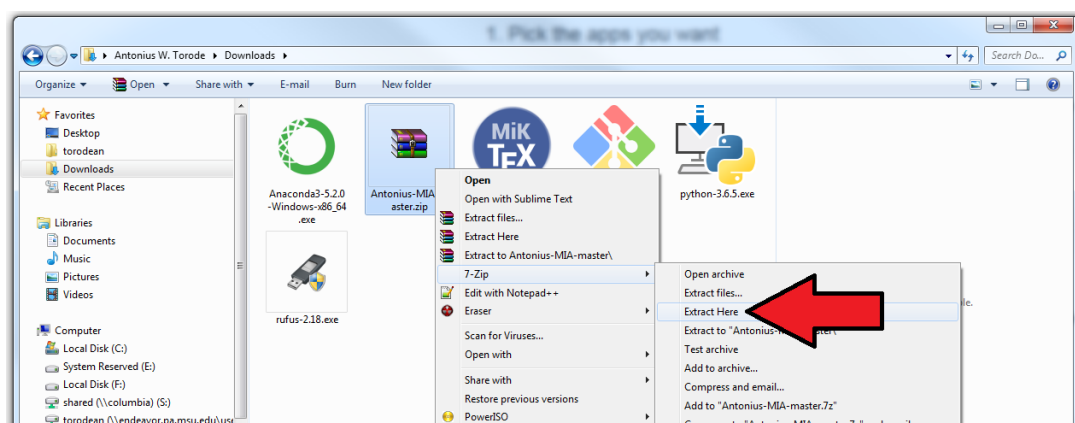 1. Pick the apps you want
Antonius W. Torode
Downloads
Search Do...
Organize
Open
Share with
E-mail
Burn
New folder
Favorites
Desktop
torodean
Downloads
Recent Places
Libraries
Documents
Music
Pictures
Videos
Computer
Local Disk (C:)
System Reserved (E:)
Local Disk (F:)
shared (\\columbia) (S:)
torodean (\\endeavor.pa.msu.edu\use
Anaconda3-5.2.0
-Windows-x86_64
.exe
Antonius-MIA
aster.zip
MiK
TEX
python-3.6.5.exe
rufus-2.18.exe
Open
Open with Sublime Text
Extract files...
Extract Here
Extract to Antonius-MIA-master\
7-Zip
Edit with Notepad++
Eraser
Scan for Viruses...
Open with
Share with
Restore previous versions
PowerISO
Open archive
Extract files...
Extract Here
Extract to "Antonius-
Test archive
Add to archive...
Compress and email...
Add to "Antonius-MIA-master.7z"